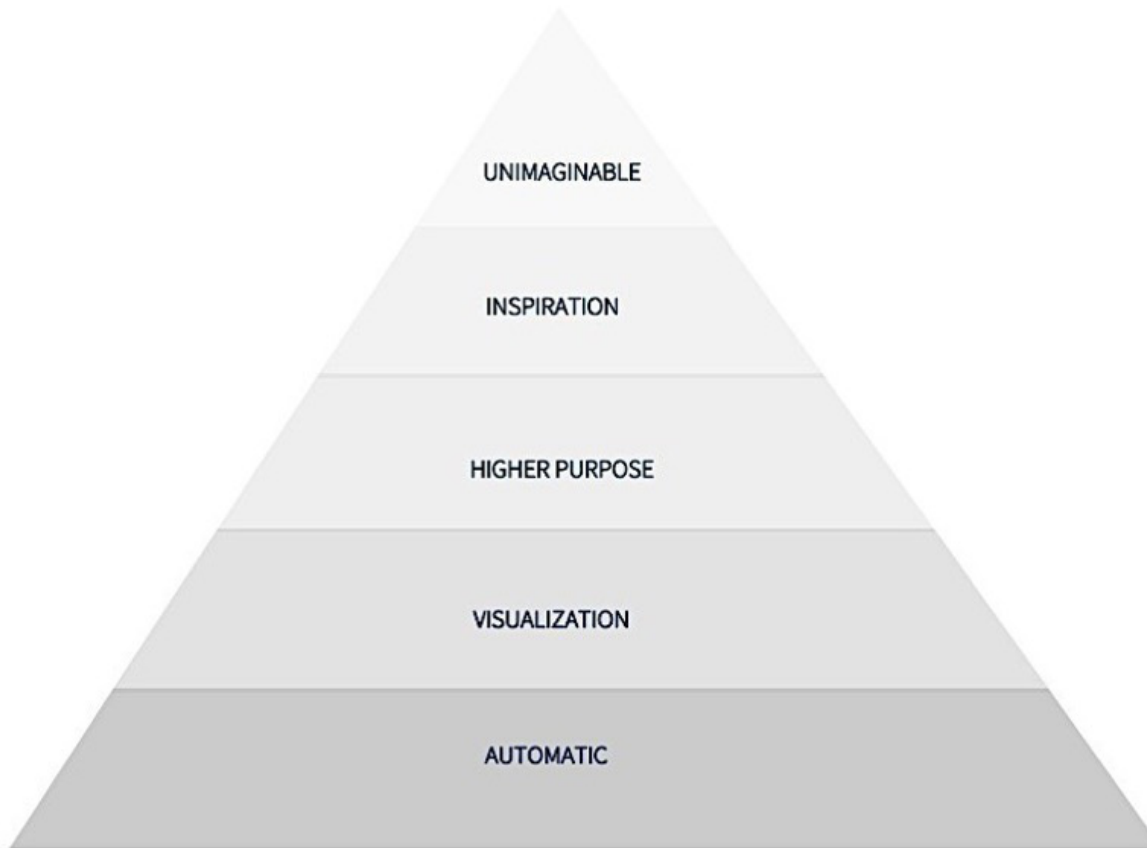 UNIMAGINABLE
INSPIRATION
HIGHER PURPOSE
VISUALIZATION
AUTOMATIC